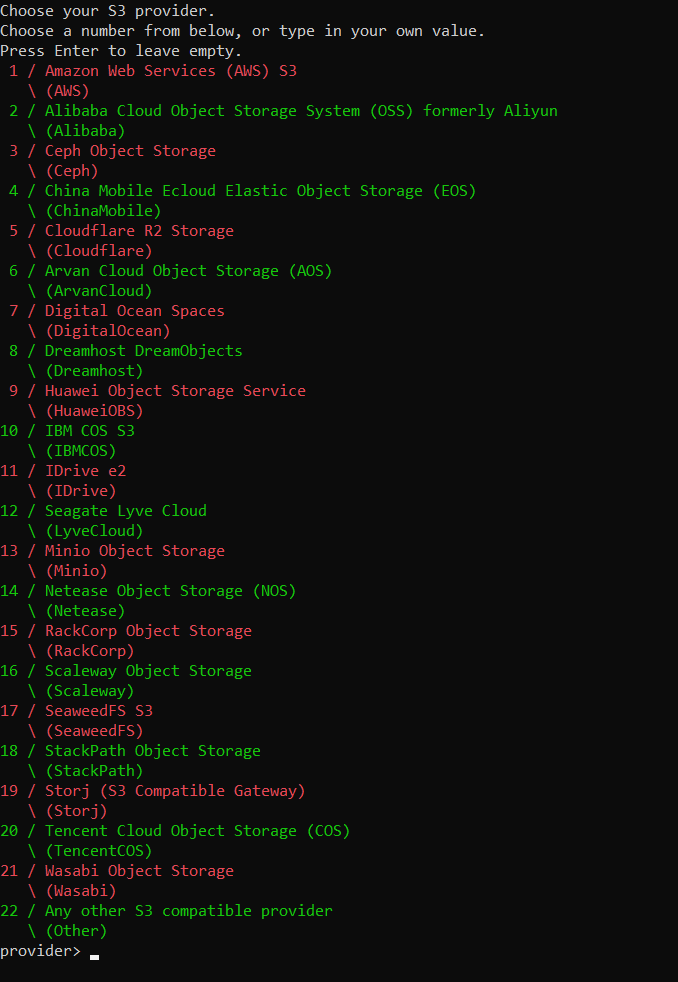 Choose your S3 provider.
Choose a number from below, or type in your own value.
Press Enter to leave empty.
 1 / Amazon Web Services (AWS) S3
   \ (AWS)
 2 / Alibaba Cloud Object Storage System (OSS) formerly Aliyun
   \ (Alibaba)
 3 / Ceph Object Storage
   \ (Ceph)
 4 / China Mobile Ecloud Elastic Object Storage (EOS)
   \ (ChinaMobile)
 5 / Cloudflare R2 Storage
   \ (Cloudflare)
 6 / Arvan Cloud Object Storage (AOS)
   \ (ArvanCloud)
 7 / Digital Ocean Spaces
   \ (DigitalOcean)
 8 / Dreamhost DreamObjects
   \ (Dreamhost)
 9 / Huawei Object Storage Service
   \ (HuaweiOBS)
10 / IBM COS S3
   \ (IBMCOS)
11 / IDrive e2
   \ (IDrive)
12 / Seagate Lyve Cloud
   \ (LyveCloud)
13 / Minio Object Storage
   \ (Minio)
14 / Netease Object Storage (NOS)
   \ (Netease)
15 / RackCorp Object Storage
   \ (RackCorp)
16 / Scaleway Object Storage
   \ (Scaleway)
17 / SeaweedFS S3
   \ (SeaweedFS)
18 / StackPath Object Storage
   \ (StackPath)
19 / Storj (S3 Compatible Gateway)
   \ (Storj)
20 / Tencent Cloud Object Storage (COS)
   \ (TencentCOS)
21 / Wasabi Object Storage
   \ (Wasabi)
22 / Any other S3 compatible provider
   \ (Other)
provider>